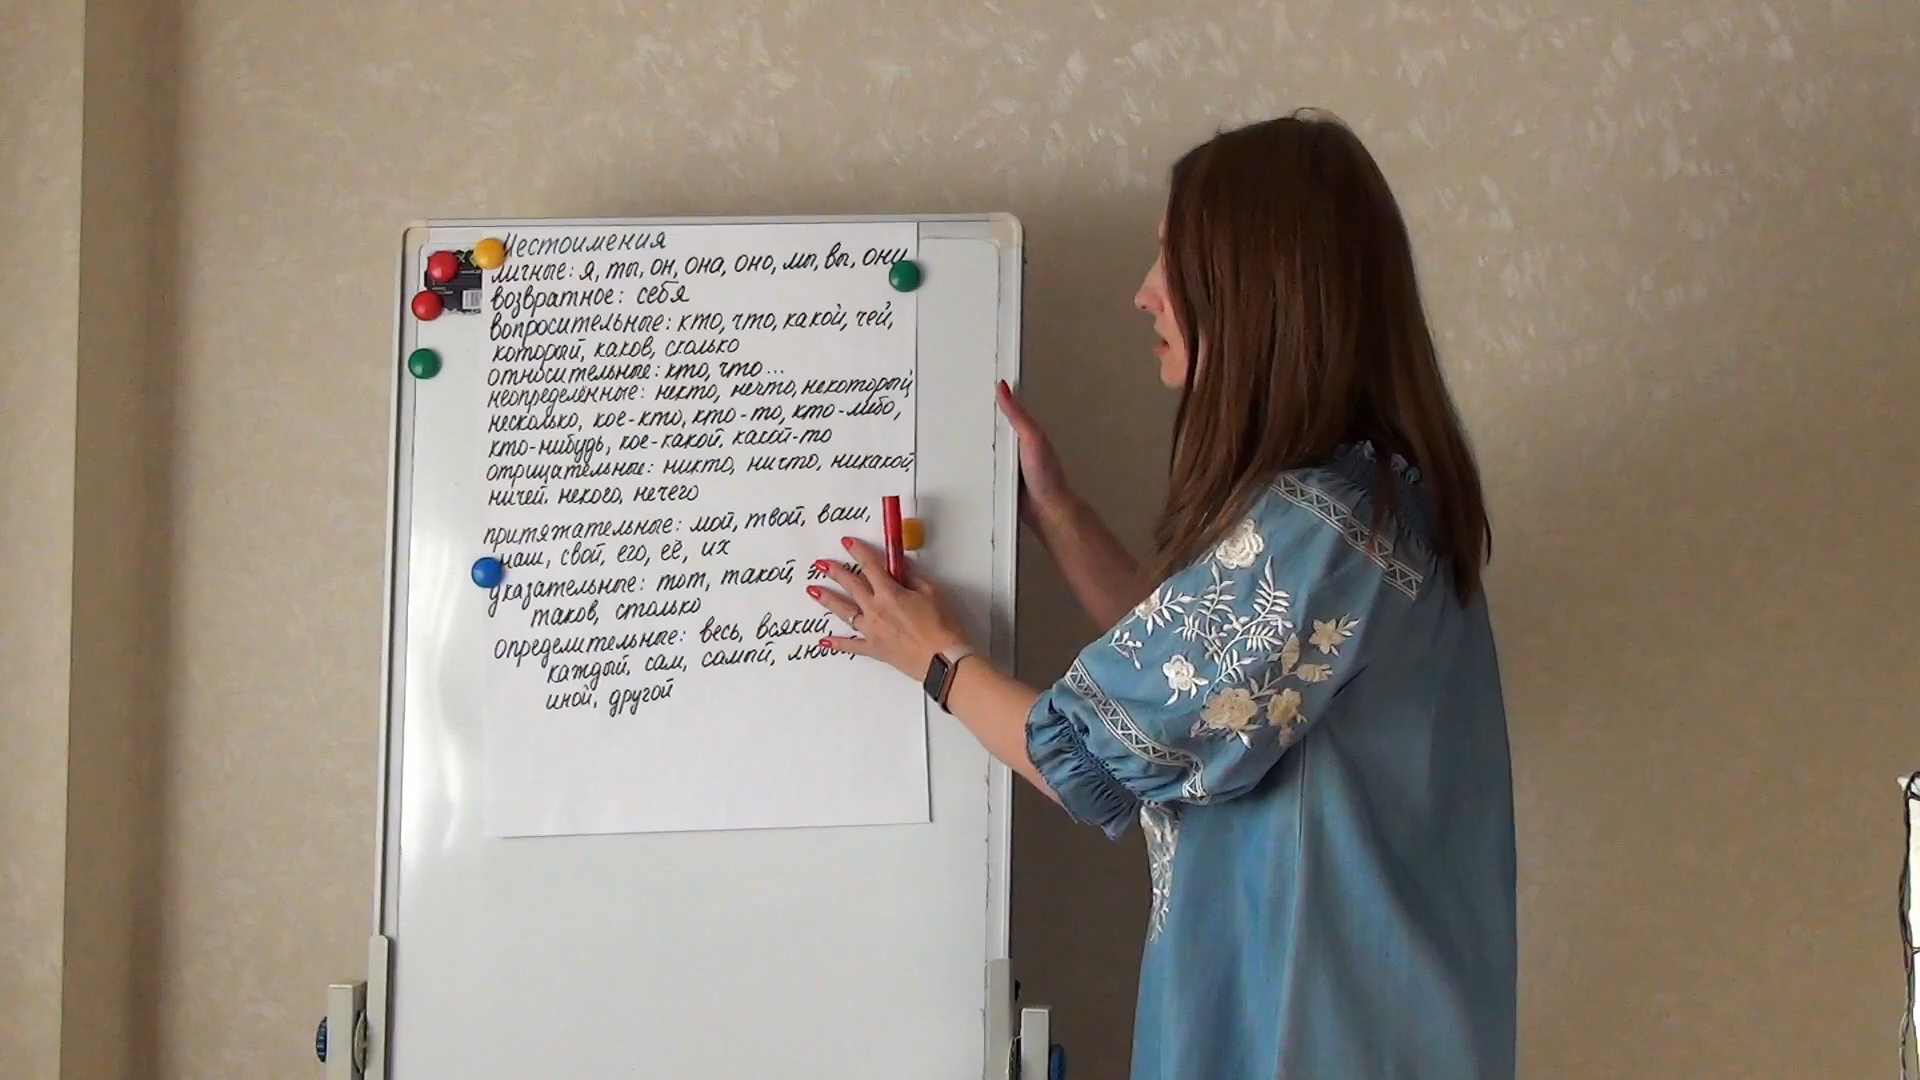 Местоимения
личные: я, ты, он, она, оно, мы, вы, они
возвратное: себя
вопросительные: кто, что, какой, чей,
который, каков, сколько
относительные: кто, что...
неопределённые: некто, нечто, некоторый,
несколько, кое-кто, кто-то, кто-либо,
кто-нибудь, кое-какой, какой-то
отрицательные: никто, ничто, никакой,
ничей, некого, нечего
притяжательные: мой, твой, ваш,
наш, свой, его, её, их
указательные: тот, такой,
таков, столько
определительные: весь, всякий,
каждый, сам, самый,
иной, другой